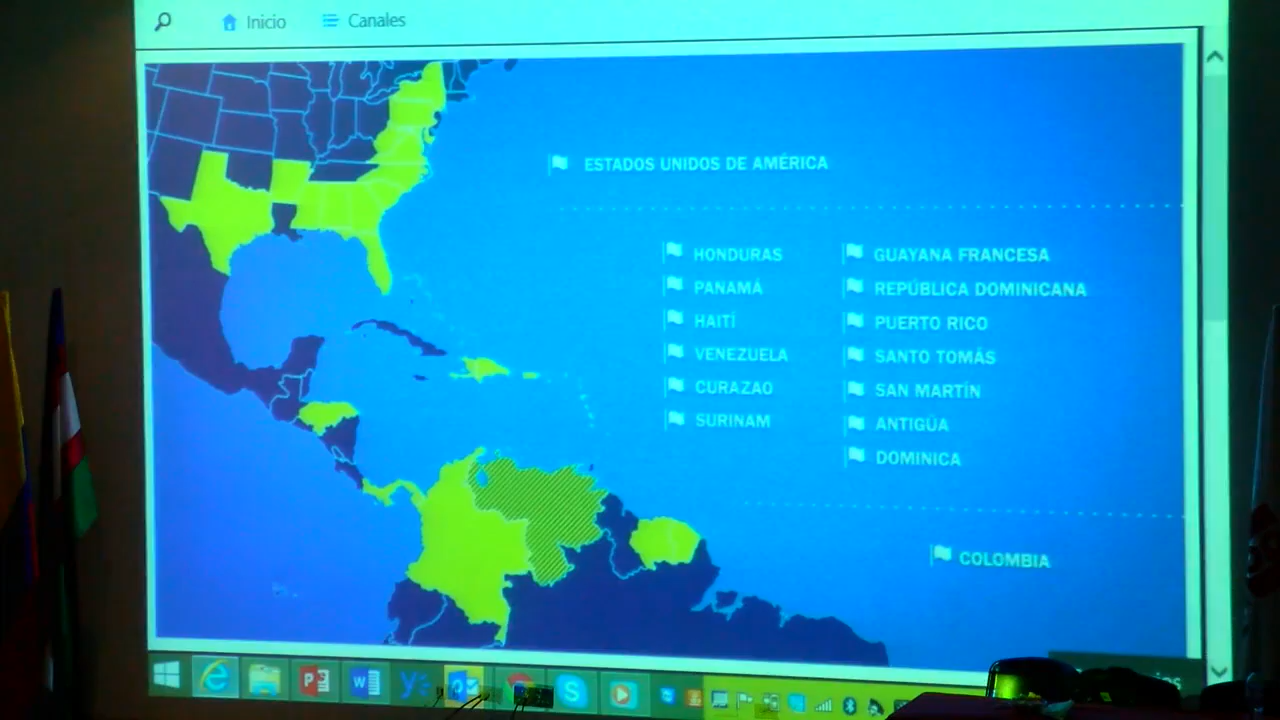 Inicio
Canales
ESTADOS UNIDOS DE AMÉRICA
HONDURAS
PANAMÁ
HAITÍ
VENEZUELA
CURAZAO
SURINAM
GUAYANA FRANCESA
REPÚBLICA DOMINICANA
PUERTO RICO
SANTO TOMÁS
SAN MARTÍN
ANTIGÜA
DOMINICA
COLOMBIA